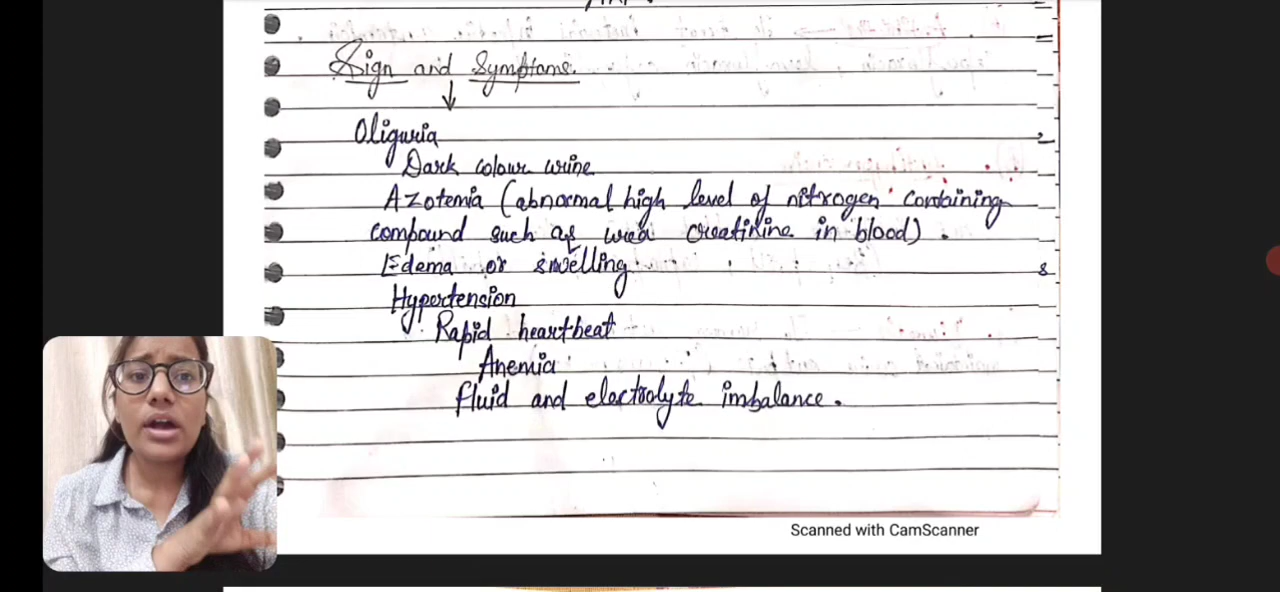 Sign and Symptoms.
Oliguria
Dark colour urine
Azotemia (abnormal high level of nitrogen containing
compound such as urea creatinine in blood).
Edema or swelling
Hypertension
Rapid heartbeat
Anemia
fluid and electrolyte imbalance.
Scanned with CamScanner